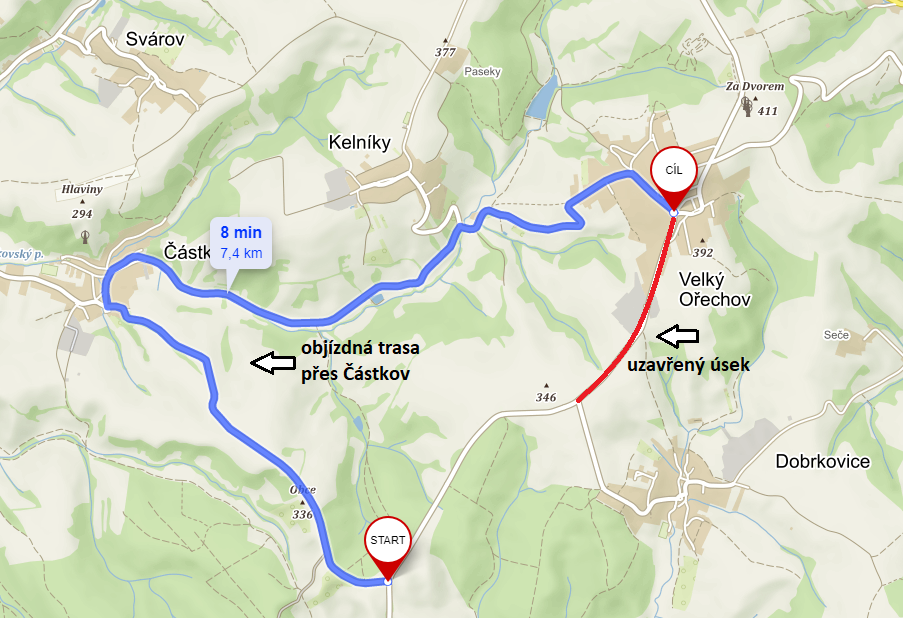 Svárov
377
Paseky
Za Dvorem
411
Kelníky
CÍL
Hlaviny
294
8 min
7,4 km
Částk
kovský p.
392
Velký
Ořechov
objízdná trasa
přes Částkov
uzavřený úsek
Seče
346
Dobrkovice
336
START